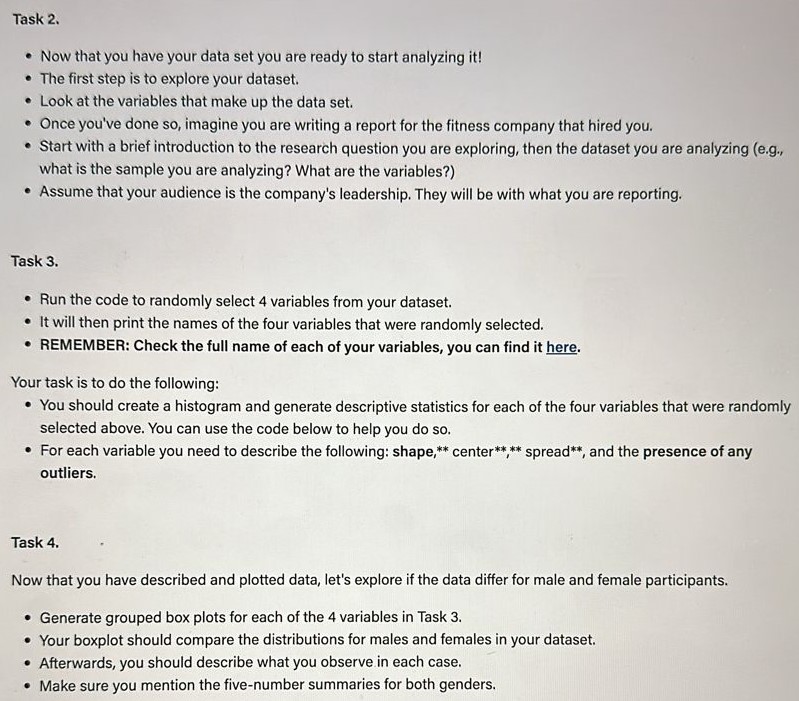 Task 2.
• Now that you have your data set you are ready to start analyzing it!
• The first step is to explore your dataset.
• Look at the variables that make up the data set.
• Once you've done so, imagine you are writing a report for the fitness company that hired you.
• Start with a brief introduction to the research question you are exploring, then the dataset you are analyzing (e.g.,
what is the sample you are analyzing? What are the variables?)
• Assume that your audience is the company's leadership. They will be with what you are reporting.
Task 3.
• Run the code to randomly select 4 variables from your dataset.
• It will then print the names of the four variables that were randomly selected.
• REMEMBER: Check the full name of each of your variables, you can find it here.
Your task is to do the following:
• You should create a histogram and generate descriptive statistics for each of the four variables that were randomly
selected above. You can use the code below to help you do so.
• For each variable you need to describe the following: shape,** center**,** spread**, and the presence of any
outliers.
Task 4.
Now that you have described and plotted data, let's explore if the data differ for male and female participants.
• Generate grouped box plots for each of the 4 variables in Task 3.
• Your boxplot should compare the distributions for males and females in your dataset.
• Afterwards, you should describe what you observe in each case.
• Make sure you mention the five-number summaries for both genders.